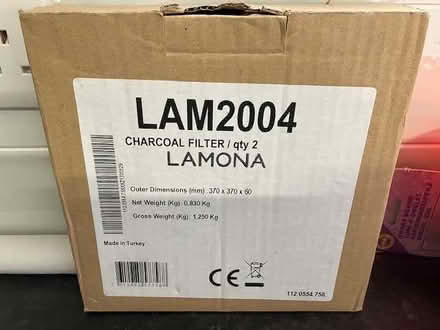 LAM2004
CHARCOAL FILTER / qty 2
LAMONA
Outer Dimensions (mm) :370 x 370 x 60
Net Weight (Kg) : 0,830 Kg
Gross Weight (Kg) : 1,250 Kg
Made in Turkey
CE
112.0554.758